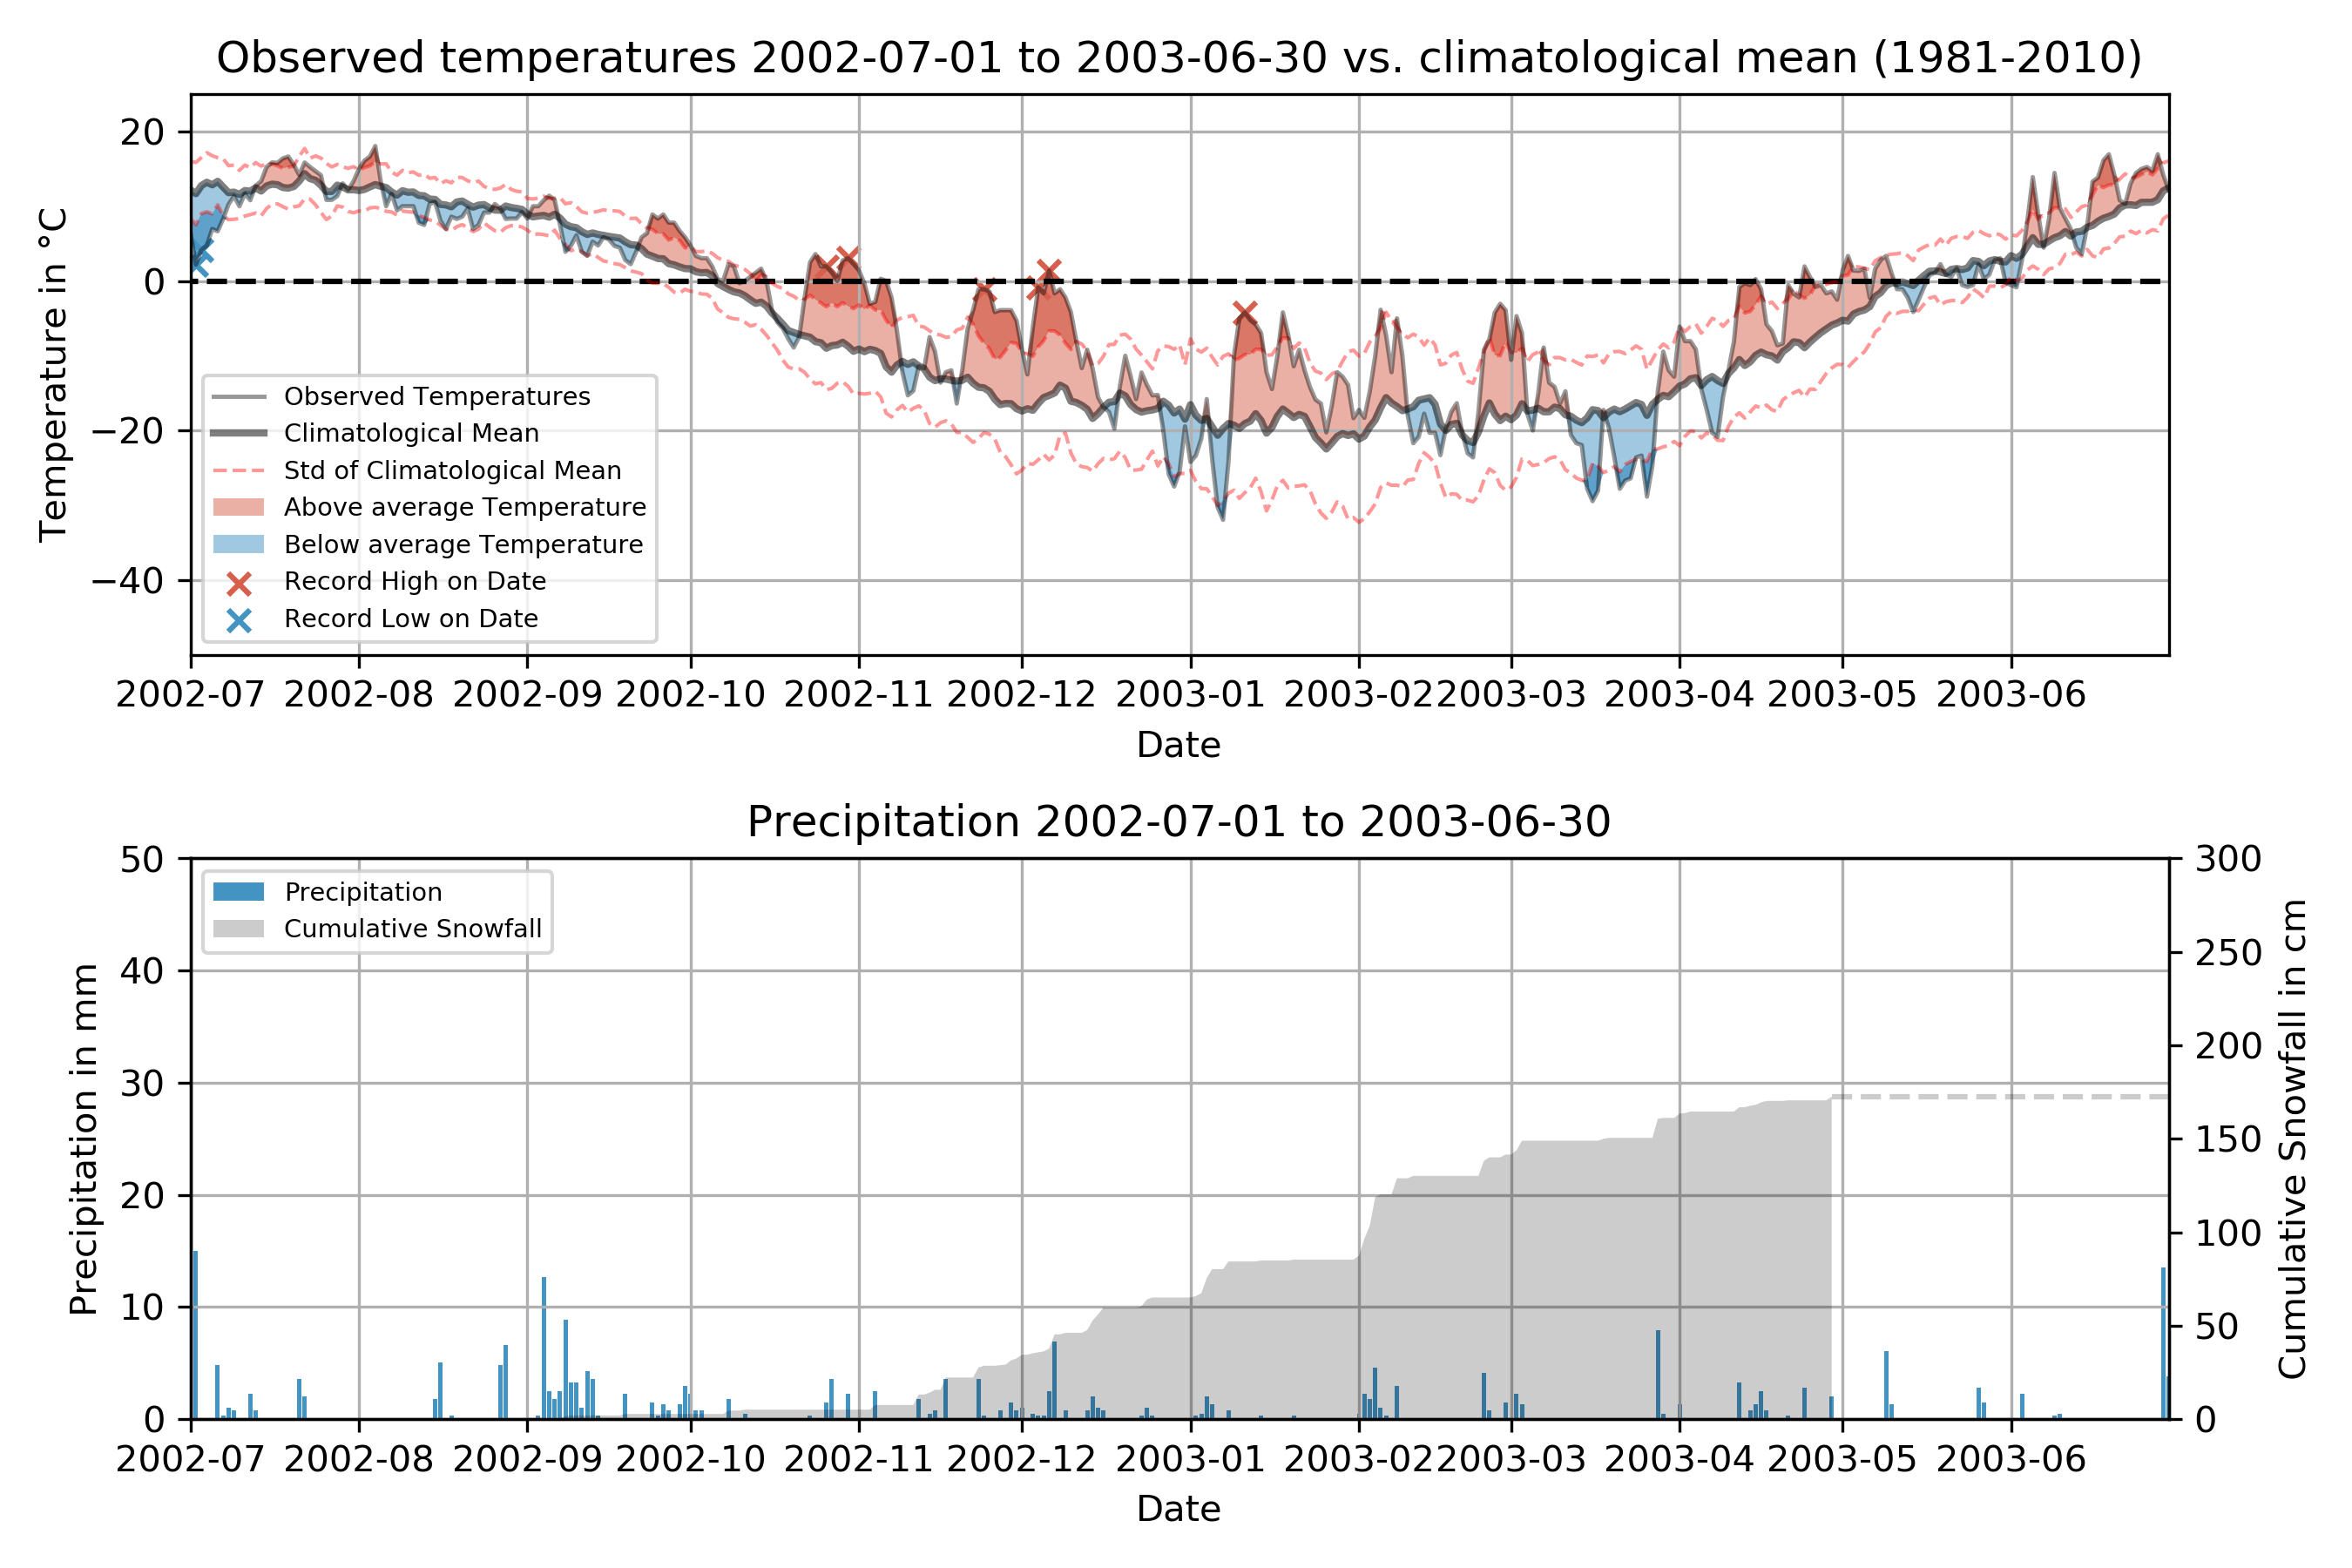 Observed temperatures 2002-07-01 to 2003-06-30 vs. climatological mean (1981-2010)
Temperature in °C
20
0
−20
−40
Observed Temperatures
Climatological Mean
Std of Climatological Mean
Above average Temperature
Below average Temperature
Record High on Date
Record Low on Date
2002-07 2002-08 2002-09 2002-10 2002-11 2002-12 2003-01 2003-02 2003-03 2003-04 2003-05 2003-06
Date
Precipitation 2002-07-01 to 2003-06-30
Precipitation in mm
50
40
30
20
10
0
Precipitation
Cumulative Snowfall
300
250
200
150
100
50
0
Cumulative Snowfall in cm
2002-07 2002-08 2002-09 2002-10 2002-11 2002-12 2003-01 2003-02 2003-03 2003-04 2003-05 2003-06
Date